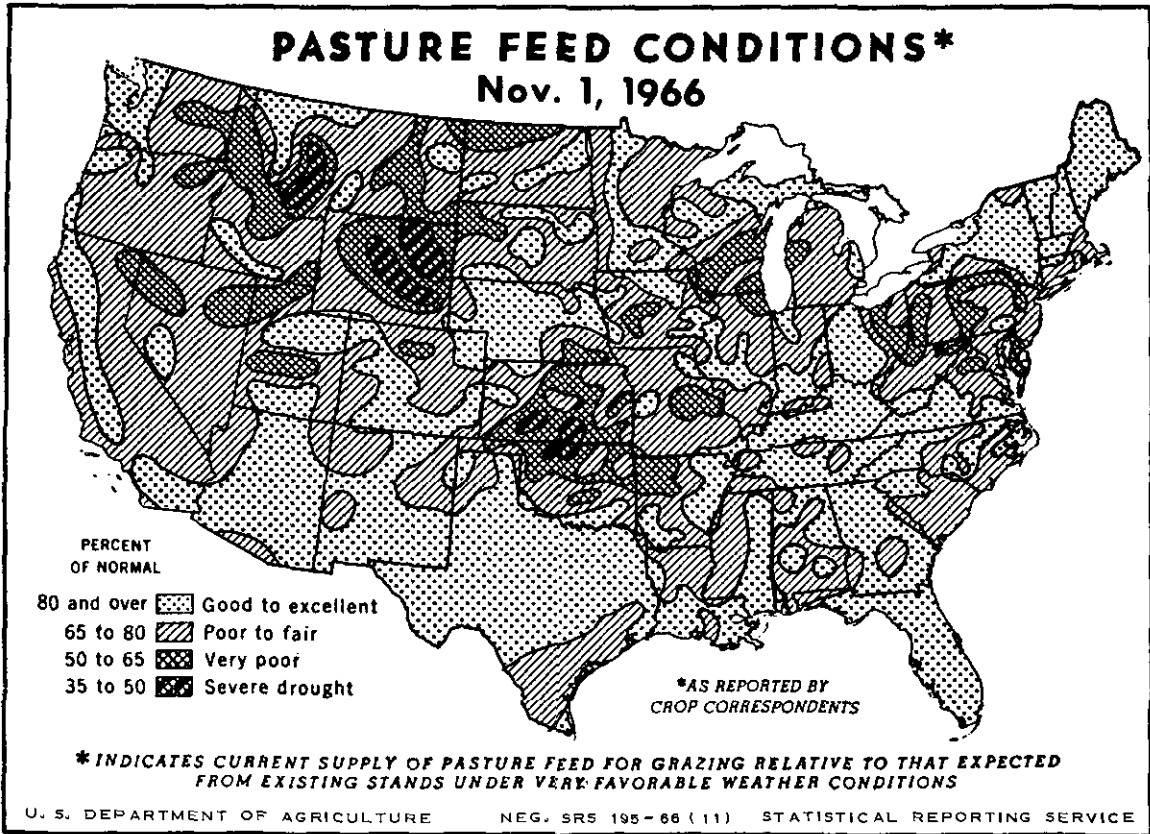 PASTURE FEED CONDITIONS*
Nov. 1, 1966
PERCENT
OF NORMAL
80 and over Good to excellent
65 to 80 Poor to fair
50 to 65 Very poor
35 to 50 Severe drought
*AS REPORTED BY
CROP CORRESPONDENTS
* INDICATES CURRENT SUPPLY OF PASTURE FEED FOR GRAZING RELATIVE TO THAT EXPECTED
FROM EXISTING STANDS UNDER VERY FAVORABLE WEATHER CONDITIONS
U. S. DEPARTMENT OF AGRICULTURE NEG. SRS 195-66 (11) STATISTICAL REPORTING SERVICE